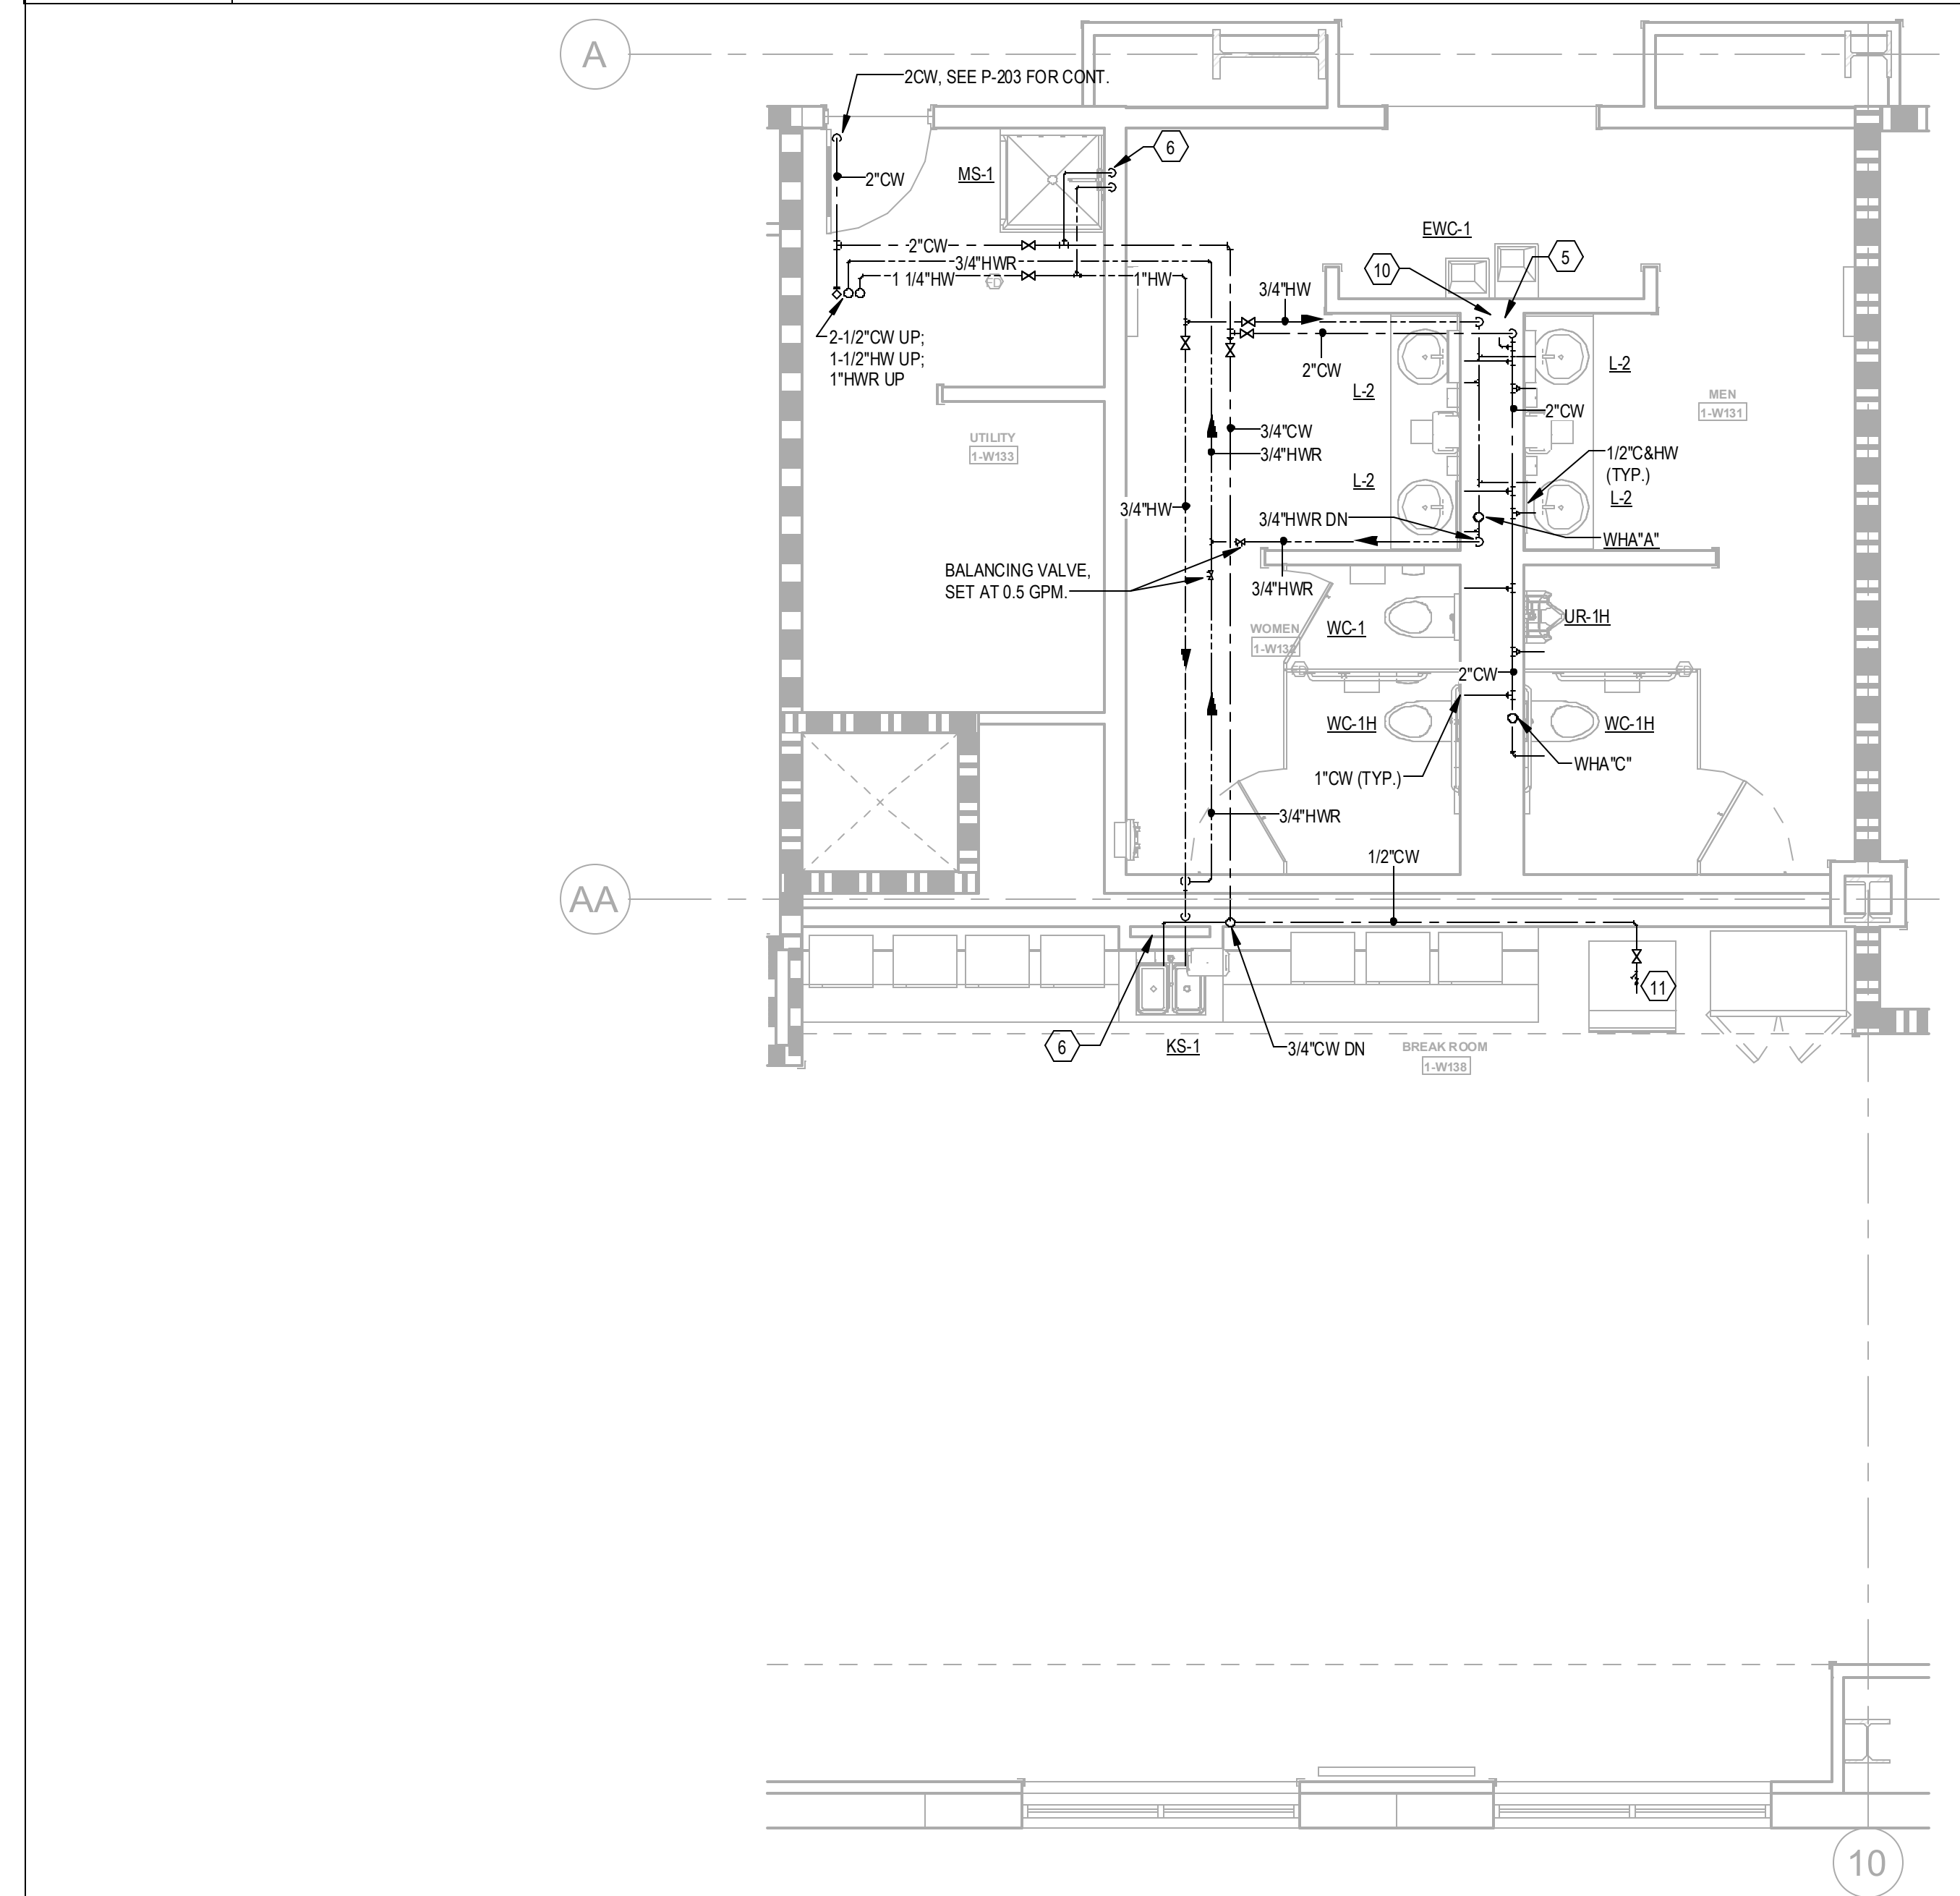 A
2CW, SEE P-203 FOR CONT.
6
MS-1
2"CW
EWC-1
2"CW
3/4"HWR
1 1/4"HW
1"HW
FD
10
5
3/4"HW
2-1/2"CW UP;
1-1/2"HW UP;
1"HWR UP
2"CW
L-2
L-2
MEN
1-W131
2"CW
3/4"CW
UTILITY
1-W133
3/4"HWR
1/2"C&HW
(TYP.)
L-2
L-2
3/4"HW
3/4"HWR DN
WHA"A"
BALANCING VALVE,
SET AT 0.5 GPM.
3/4"HWR
UR-1H
WOMEN
1-W132
WC-1
FD
FD
2"CW
WC-1H
WC-1H
WHA"C"
1"CW (TYP.)
3/4"HWR
1/2"CW
AA
11
6
KS-1
3/4"CW DN
BREAK ROOM
1-W138
10